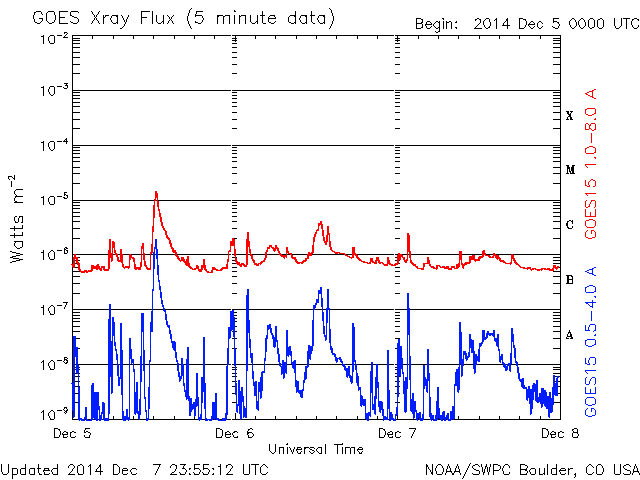 GOES Xray Flux (5 minute data)
Begin: 2014 Dec 5 0000 UTC
10⁻²
10⁻³
10⁻⁴
10⁻⁵
10⁻⁶
10⁻⁷
10⁻⁸
10⁻⁹
Watts m⁻²
X
M
C
B
A
GOES15 1.0-8.0 A
GOES15 0.5-4.0 A
Dec 5 Dec 6 Dec 7 Dec 8
Universal Time
Updated 2014 Dec 7 23:55:12 UTC
NOAA/SWPC Boulder, CO USA